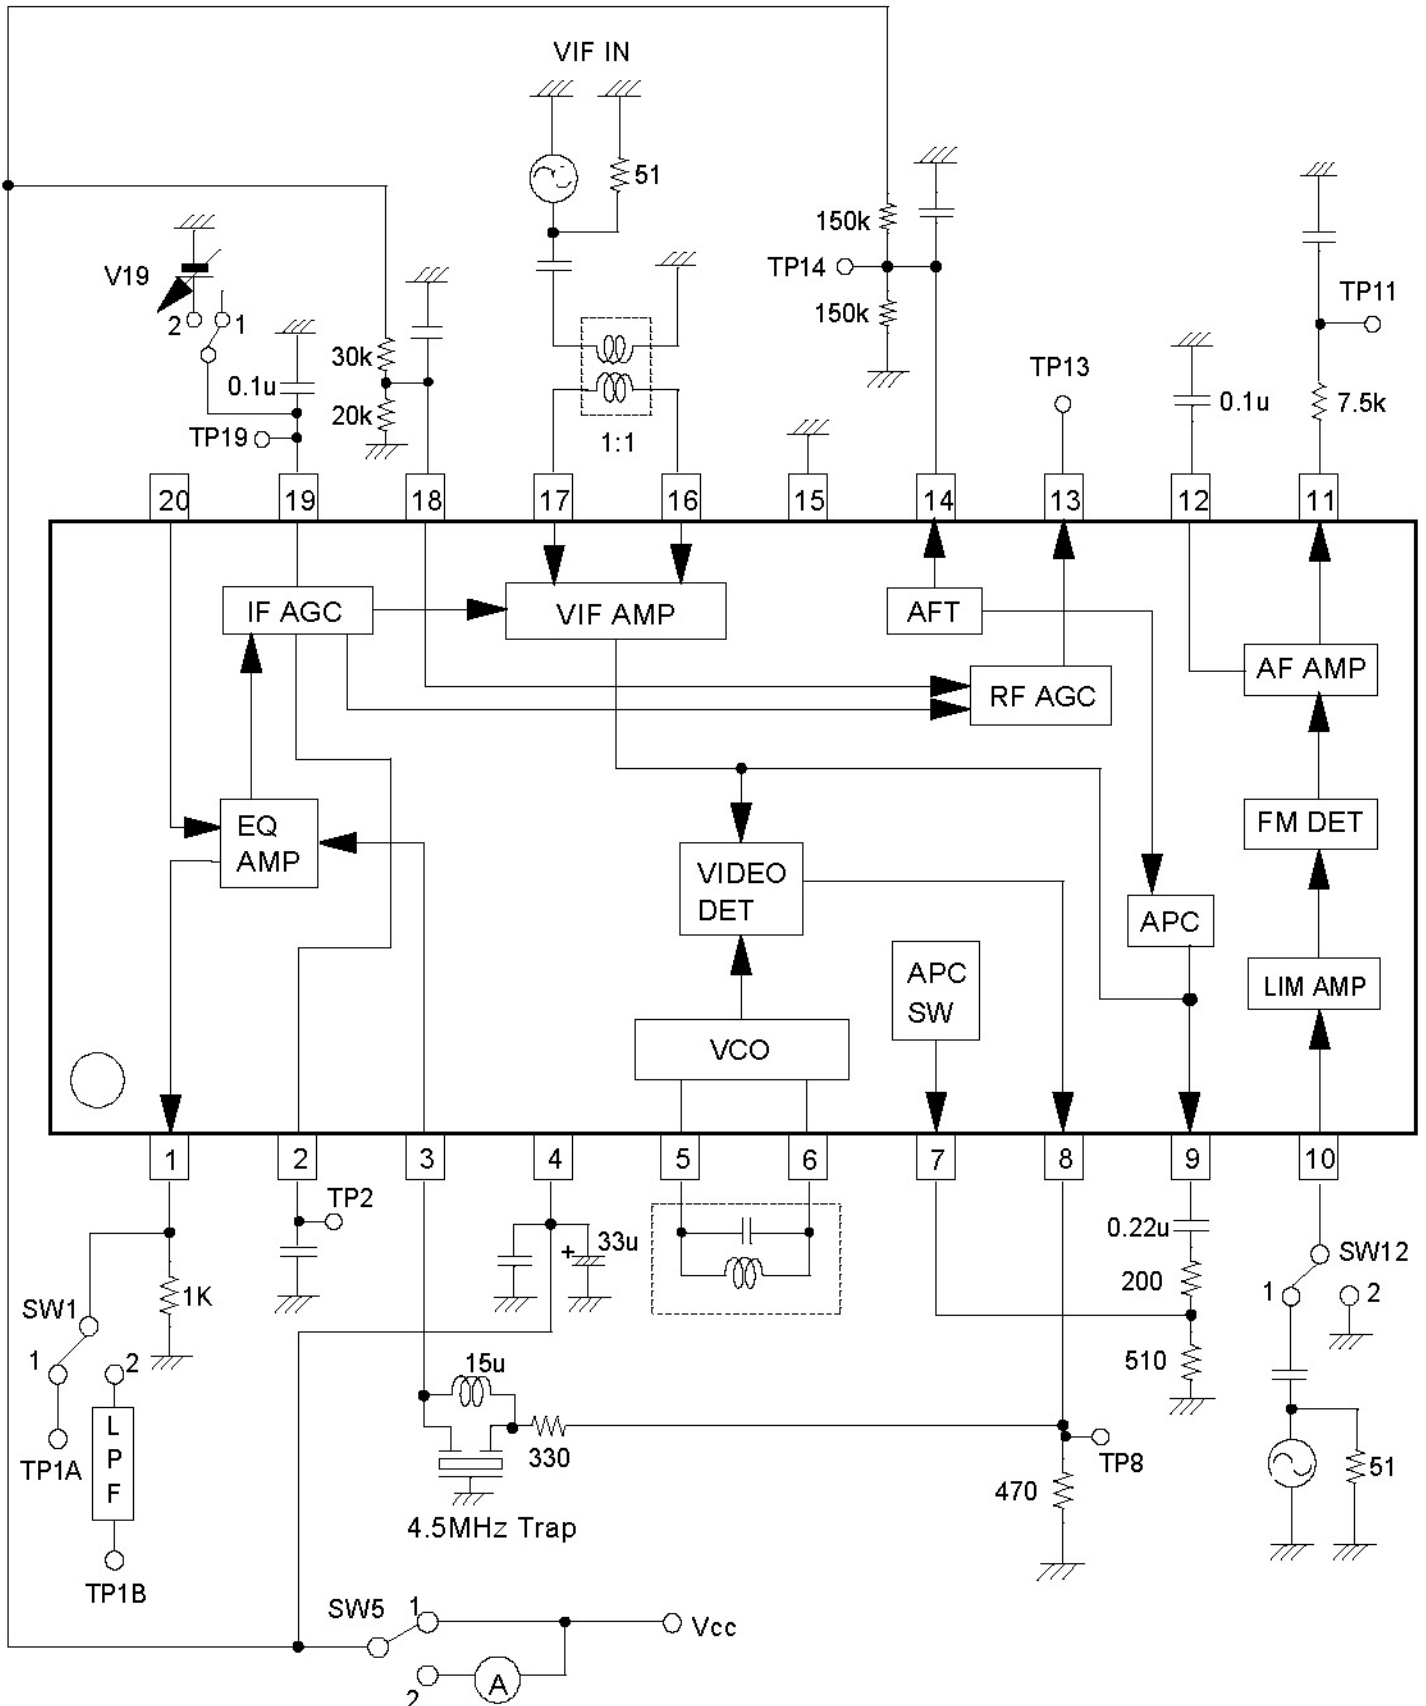 VIF IN
51
150k
TP14
150k
V19
2
1
0.1u
TP19
30k
20k
1:1
TP13
TP11
0.1u
7.5k
20
19
18
17
16
15
14
13
12
11
IF AGC
VIF AMP
AFT
RF AGC
AF AMP
EQ
AMP
VIDEO
DET
FM DET
APC
SW
APC
LIM AMP
VCO
1
2
3
4
5
6
7
8
9
10
TP2
33u
+
0.22u
SW12
1K
200
1
2
SW1
1
2
15u
510
L
P
F
TP1A
330
TP8
470
51
4.5MHz Trap
TP1B
SW5
1
Vcc
2
A